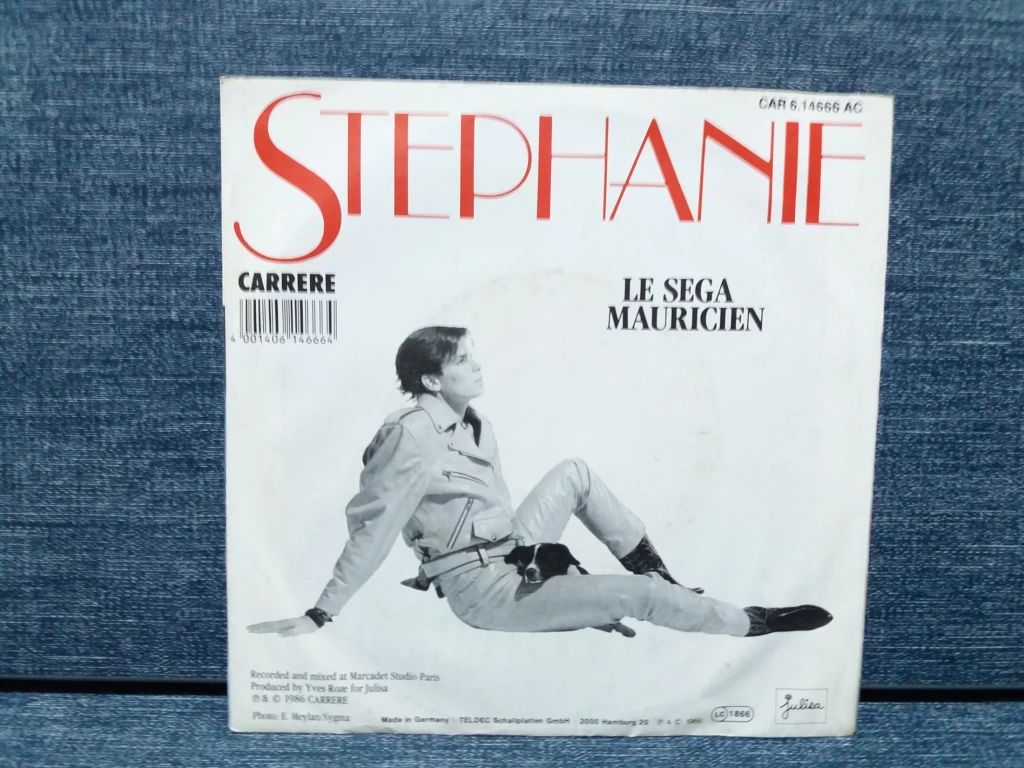 CAR 6.14666 AC
STEPHANIE
CARRERE
4 001406 146664
LE SEGA
MAURICIEN
Recorded and mixed at Marcadet Studio Paris
Produced by Yves Roze for Julisa
℗ & © 1986 CARRERE
Photo: E. Meylan/Sygma
Made in Germany · TELDEC Schallplatten GmbH 2000 Hamburg 20 P & C 1986
LC 1866
julisa